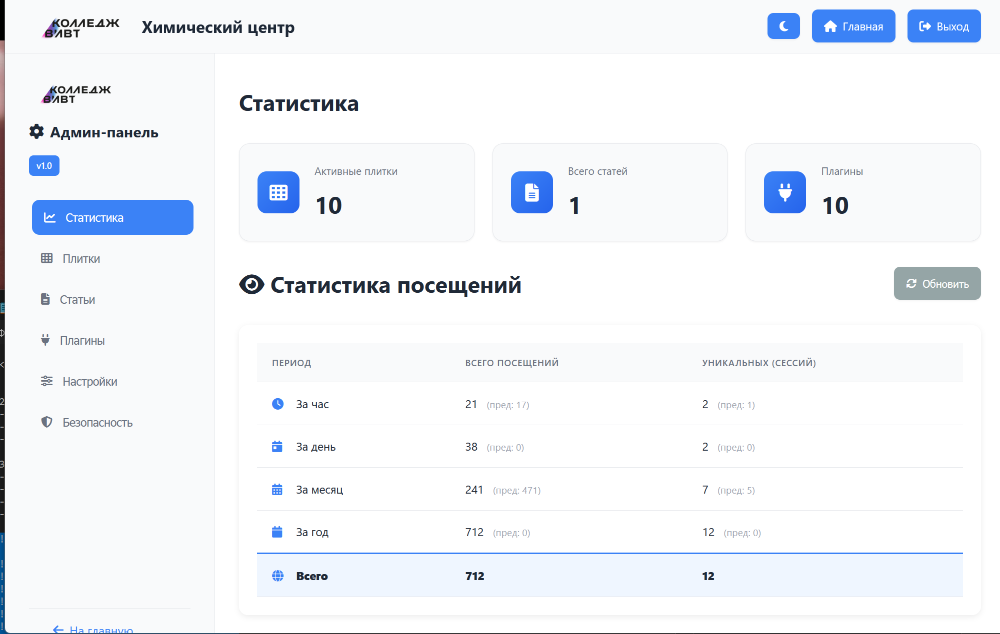 КОЛЛЕДЖ
ВИВТ
Химический центр
Главная
Выход
КОЛЛЕДЖ
ВИВТ
Админ-панель
v1.0
Статистика
Плитки
Статьи
Плагины
Настройки
Безопасность
На главную
Статистика
Активные плитки
10
Всего статей
1
Плагины
10
Статистика посещений
Обновить
ПЕРИОД ВСЕГО ПОСЕЩЕНИЙ УНИКАЛЬНЫХ (СЕССИЙ)
За час 21 (пред: 17) 2 (пред: 1)
За день 38 (пред: 0) 2 (пред: 0)
За месяц 241 (пред: 471) 7 (пред: 5)
За год 712 (пред: 0) 12 (пред: 0)
Всего 712 12